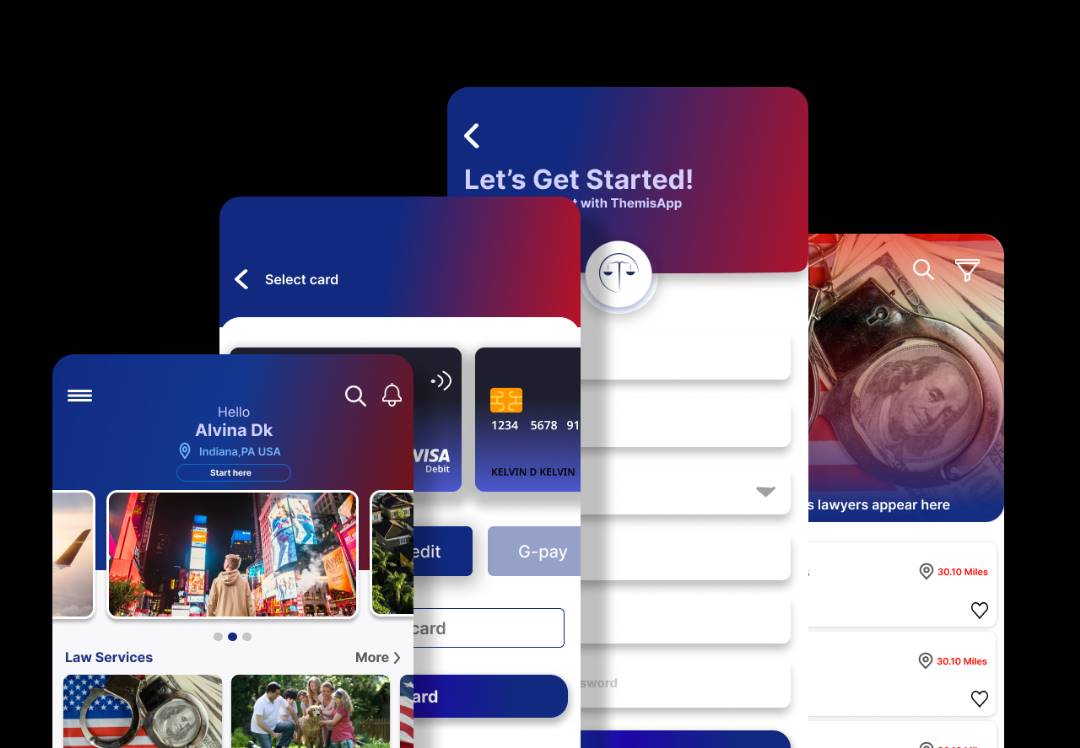 Let's Get Started!
t with ThemisApp
Select card
VISA
Debit
1234 5678 91
KELVIN D KELVIN
edit
G-pay
card
ard
sword
Hello
Alvina Dk
Indiana,PA USA
Start here
Law Services
More
s lawyers appear here
30.10 Miles
30.10 Miles